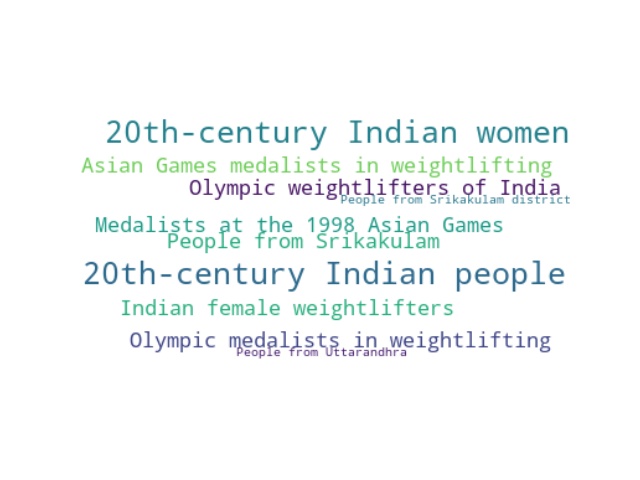 20th-century Indian women
Asian Games medalists in weightlifting
Olympic weightlifters of India
People from Srikakulam district
Medalists at the 1998 Asian Games
People from Srikakulam
20th-century Indian people
Indian female weightlifters
Olympic medalists in weightlifting
People from Uttarandhra